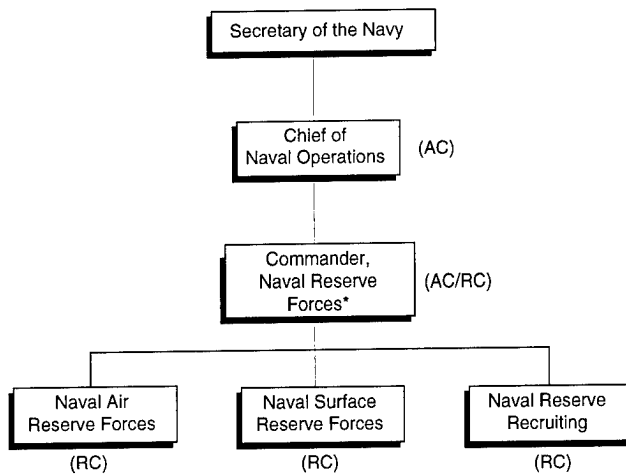 Secretary of the Navy
Chief of
Naval Operations
(AC)
Commander,
Naval Reserve
Forces*
(AC/RC)
Naval Air
Reserve Forces
(RC)
Naval Surface
Reserve Forces
(RC)
Naval Reserve
Recruiting
(RC)